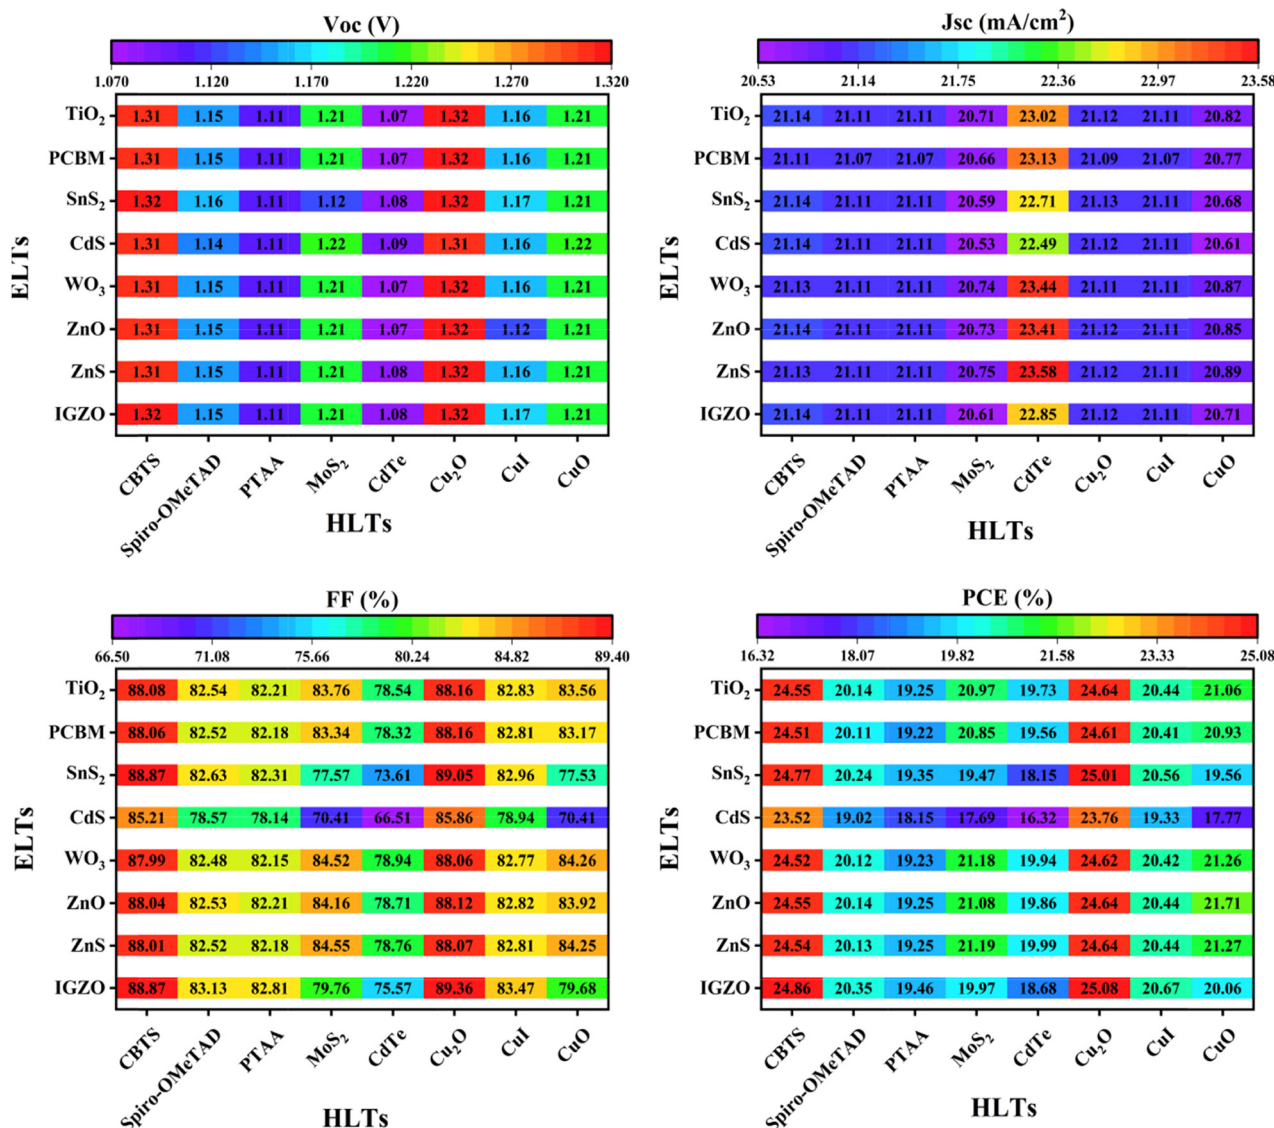 Voc (V)
1.070 1.120 1.170 1.220 1.270 1.320
TiO2 1.31 1.15 1.11 1.21 1.07 1.32 1.16 1.21
PCBM 1.31 1.15 1.11 1.21 1.07 1.32 1.16 1.21
SnS2 1.32 1.16 1.11 1.12 1.08 1.32 1.17 1.21
CdS 1.31 1.14 1.11 1.22 1.09 1.31 1.16 1.22
WO3 1.31 1.15 1.11 1.21 1.07 1.32 1.16 1.21
ZnO 1.31 1.15 1.11 1.21 1.07 1.32 1.12 1.21
ZnS 1.31 1.15 1.11 1.21 1.08 1.32 1.16 1.21
IGZO 1.32 1.15 1.11 1.21 1.08 1.32 1.17 1.21
ELTs
CBTS Spiro-OMeTAD PTAA MoS2 CdTe Cu2O CuI CuO
HLTs
Jsc (mA/cm2)
20.53 21.14 21.75 22.36 22.97 23.58
TiO2 21.14 21.11 21.11 20.71 23.02 21.12 21.11 20.82
PCBM 21.11 21.07 21.07 20.66 23.13 21.09 21.07 20.77
SnS2 21.14 21.11 21.11 20.59 22.71 21.13 21.11 20.68
CdS 21.14 21.11 21.11 20.53 22.49 21.12 21.11 20.61
WO3 21.13 21.11 21.11 20.74 23.44 21.11 21.11 20.87
ZnO 21.14 21.11 21.11 20.73 23.41 21.12 21.11 20.85
ZnS 21.13 21.11 21.11 20.75 23.58 21.12 21.11 20.89
IGZO 21.14 21.11 21.11 20.61 22.85 21.12 21.11 20.71
ELTs
CBTS Spiro-OMeTAD PTAA MoS2 CdTe Cu2O CuI CuO
HLTs
FF (%)
66.50 71.08 75.66 80.24 84.82 89.40
TiO2 88.08 82.54 82.21 83.76 78.54 88.16 82.83 83.56
PCBM 88.06 82.52 82.18 83.34 78.32 88.16 82.81 83.17
SnS2 88.87 82.63 82.31 77.57 73.61 89.05 82.96 77.53
CdS 85.21 78.57 78.14 70.41 66.51 85.86 78.94 70.41
WO3 87.99 82.48 82.15 84.52 78.94 88.06 82.77 84.26
ZnO 88.04 82.53 82.21 84.16 78.71 88.12 82.82 83.92
ZnS 88.01 82.52 82.18 84.55 78.76 88.07 82.81 84.25
IGZO 88.87 83.13 82.81 79.76 75.57 89.36 83.47 79.68
ELTs
CBTS Spiro-OMeTAD PTAA MoS2 CdTe Cu2O CuI CuO
HLTs
PCE (%)
16.32 18.07 19.82 21.58 23.33 25.08
TiO2 24.55 20.14 19.25 20.97 19.73 24.64 20.44 21.06
PCBM 24.51 20.11 19.22 20.85 19.56 24.61 20.41 20.93
SnS2 24.77 20.24 19.35 19.47 18.15 25.01 20.56 19.56
CdS 23.52 19.02 18.15 17.69 16.32 23.76 19.33 17.77
WO3 24.52 20.12 19.23 21.18 19.94 24.62 20.42 21.26
ZnO 24.55 20.14 19.25 21.08 19.86 24.64 20.44 21.71
ZnS 24.54 20.13 19.25 21.19 19.99 24.64 20.44 21.27
IGZO 24.86 20.35 19.46 19.97 18.68 25.08 20.67 20.06
ELTs
CBTS Spiro-OMeTAD PTAA MoS2 CdTe Cu2O CuI CuO
HLTs